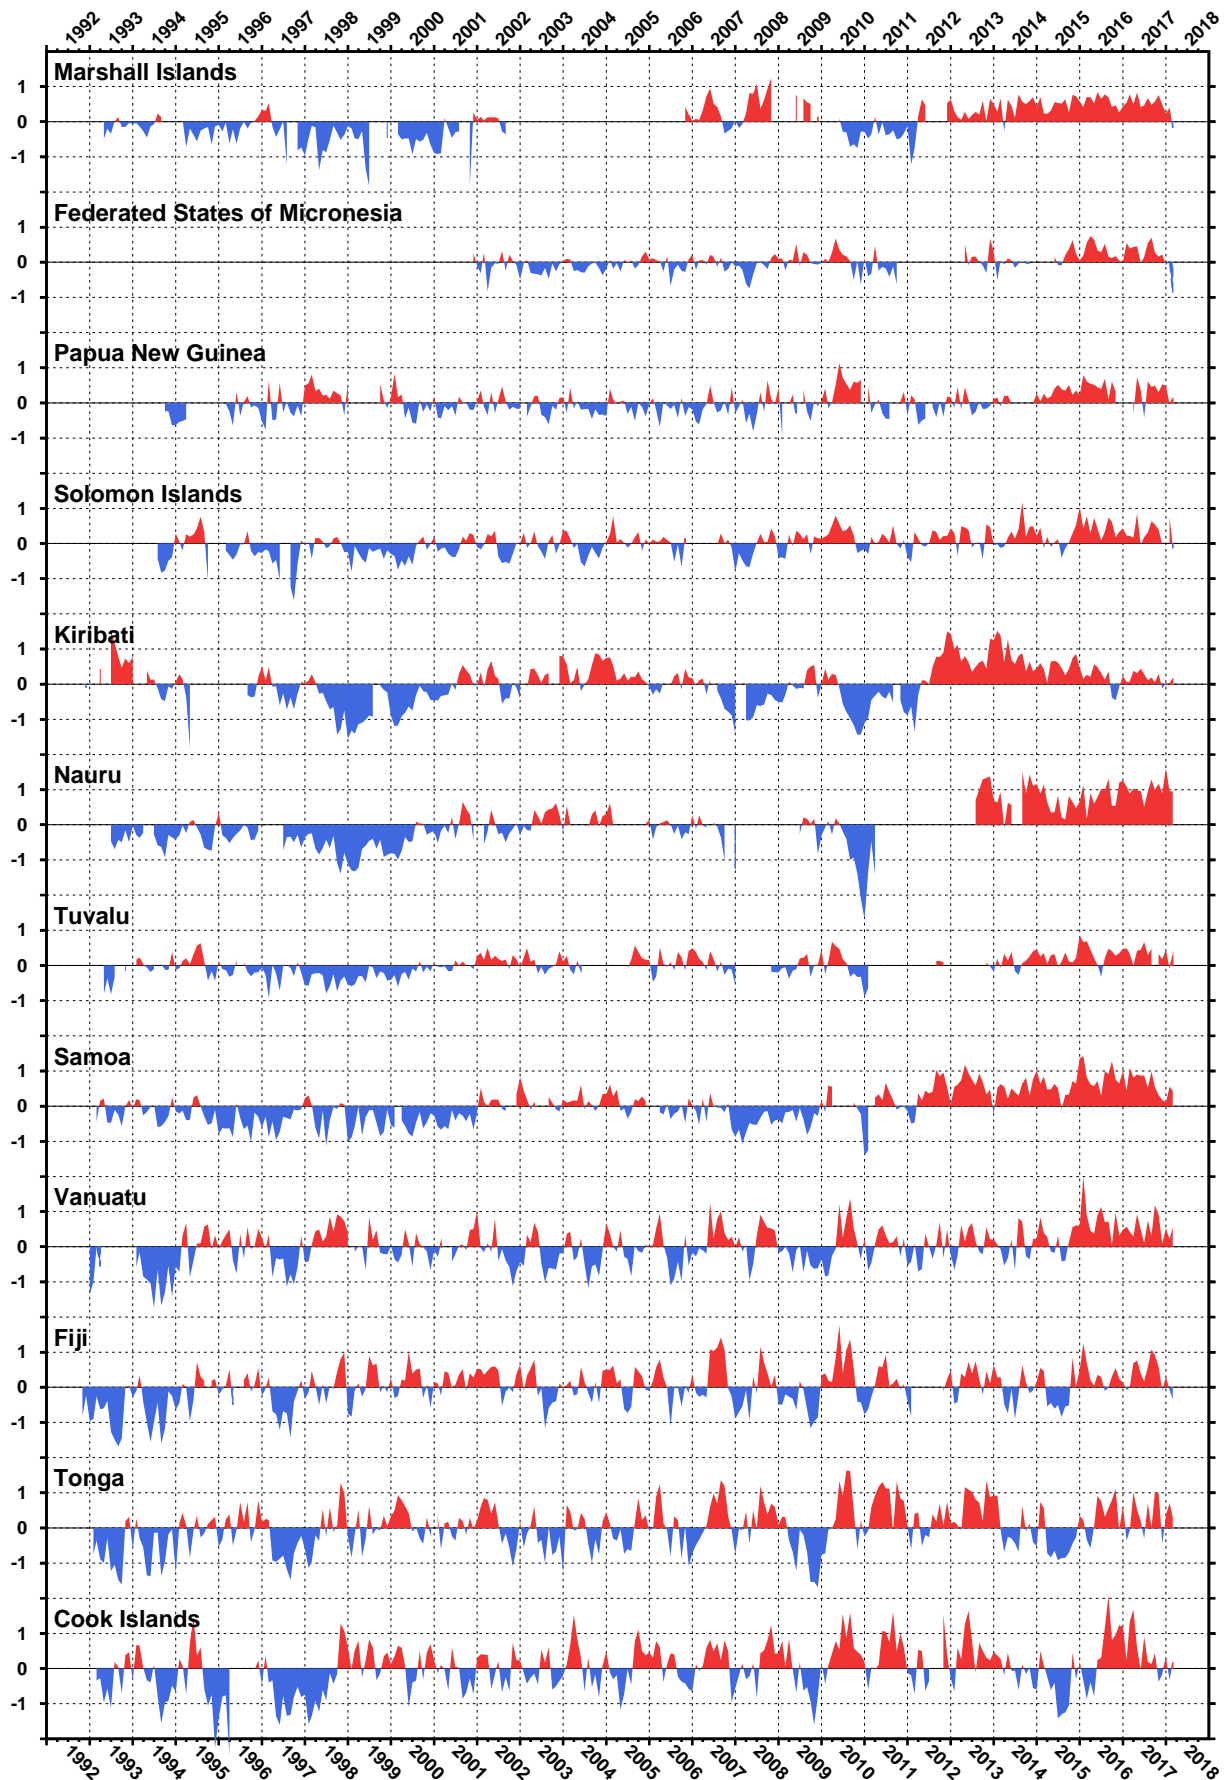 1992 1993 1994 1995 1996 1997 1998 1999 2000 2001 2002 2003 2004 2005 2006 2007 2008 2009 2010 2011 2012 2013 2014 2015 2016 2017 2018
Marshall Islands
1
0
-1
Federated States of Micronesia
1
0
-1
Papua New Guinea
1
0
-1
Solomon Islands
1
0
-1
Kiribati
1
0
-1
Nauru
1
0
-1
Tuvalu
1
0
-1
Samoa
1
0
-1
Vanuatu
1
0
-1
Fiji
1
0
-1
Tonga
1
0
-1
Cook Islands
1
0
-1
1992 1993 1994 1995 1996 1997 1998 1999 2000 2001 2002 2003 2004 2005 2006 2007 2008 2009 2010 2011 2012 2013 2014 2015 2016 2017 2018